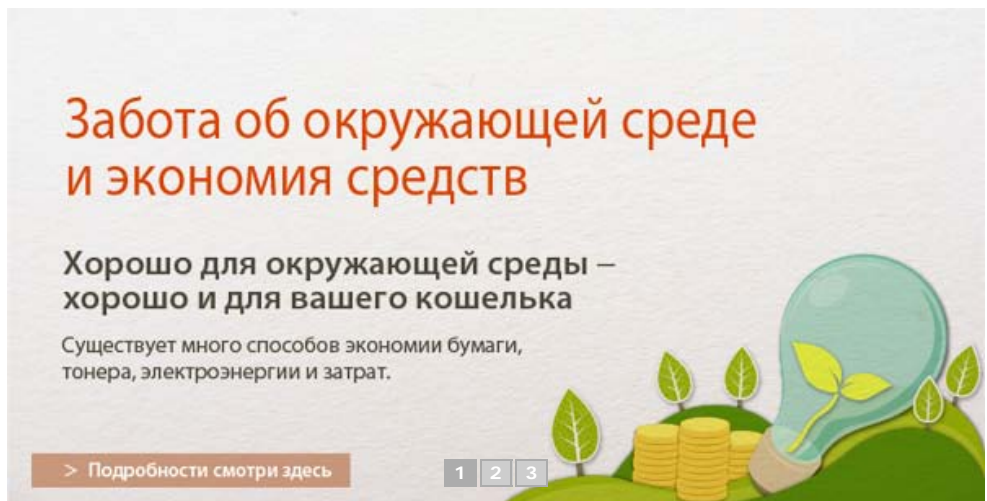 Забота об окружающей среде
и экономия средств
Хорошо для окружающей среды –
хорошо и для вашего кошелька
Существует много способов экономии бумаги,
тонера, электроэнергии и затрат.
> Подробности смотри здесь
1 2 3